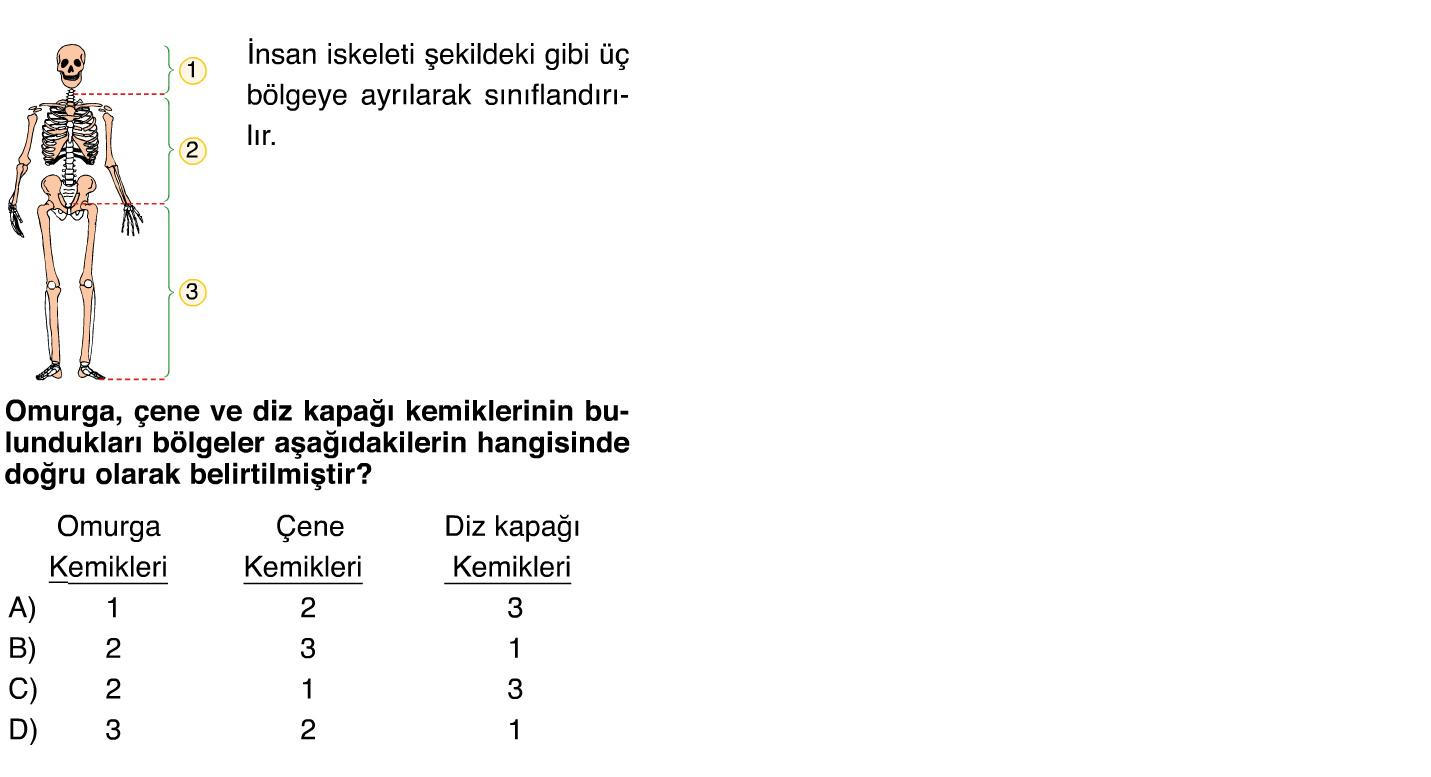 1
2
3
İnsan iskeleti şekildeki gibi üç
bölgeye ayrılarak sınıflandırı-
lır.
Omurga, çene ve diz kapağı kemiklerinin bu-
lundukları bölgeler aşağıdakilerin hangisinde
doğru olarak belirtilmiştir?
Omurga Çene Diz kapağı
Kemikleri Kemikleri Kemikleri
A) 1 2 3
B) 2 3 1
C) 2 1 3
D) 3 2 1